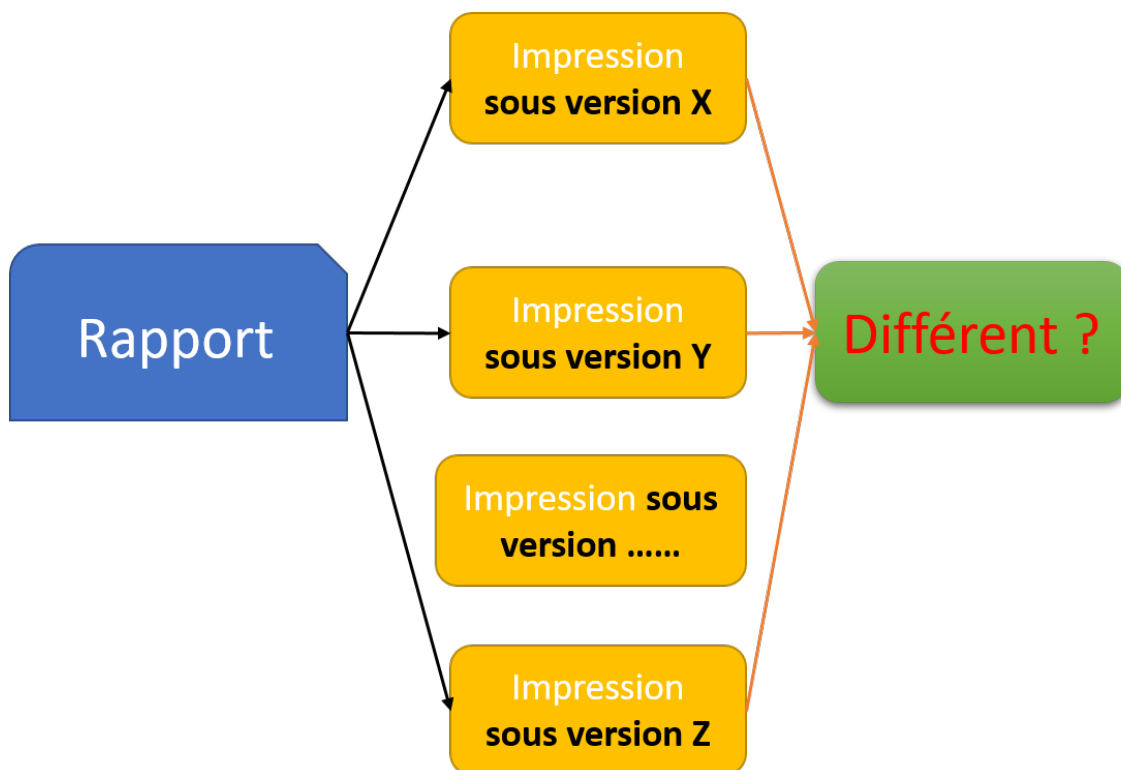 Rapport
Impression
sous version X
Impression
sous version Y
Impression sous
version ......
Impression
sous version Z
Différent ?